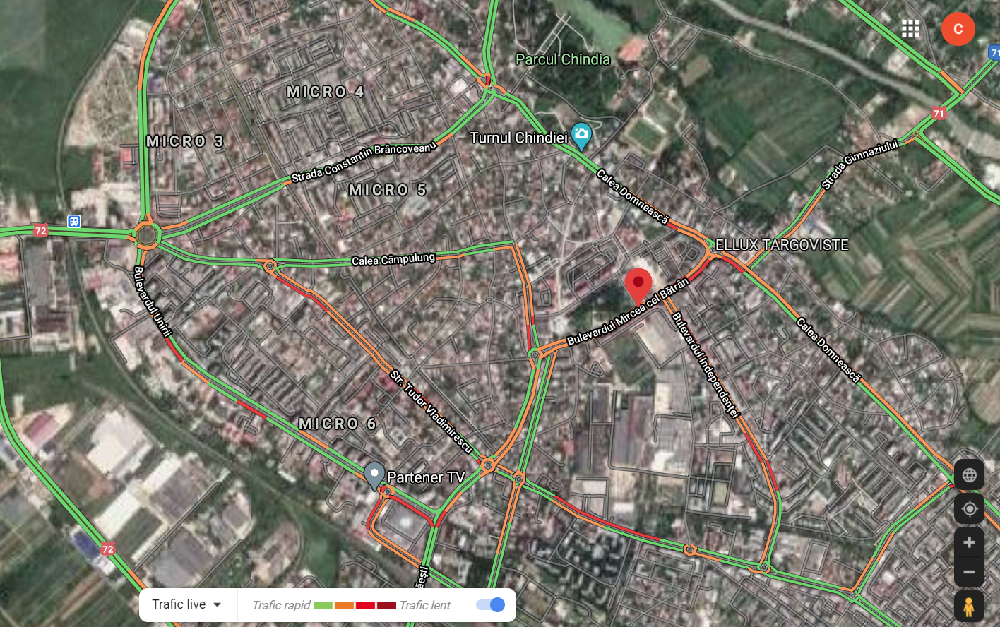 C
71
Parcul Chindia
MICRO 4
71
MICRO 3
Turnul Chindiei
Strada Constantin Brâncoveanu
Strada Gimnaziului
MICRO 5
Calea Domnească
72
ELLUX TARGOVISTE
Calea Câmpulung
Bulevardul Unirii
Bulevardul Mircea cel Bătrân
Bulevardul Independenței
Calea Domnească
Str. Tudor Vladimirescu
MICRO 6
Partener TV
72
ăești
Trafic live
Trafic rapid
Trafic lent